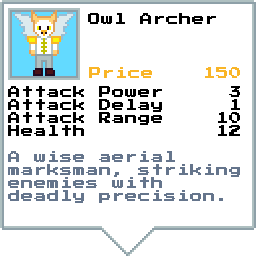 Owl Archer
Price 150
Attack Power 3
Attack Delay 1
Attack Range 10
Health 12
A wise aerial
marksman, striking
enemies with
deadly precision.